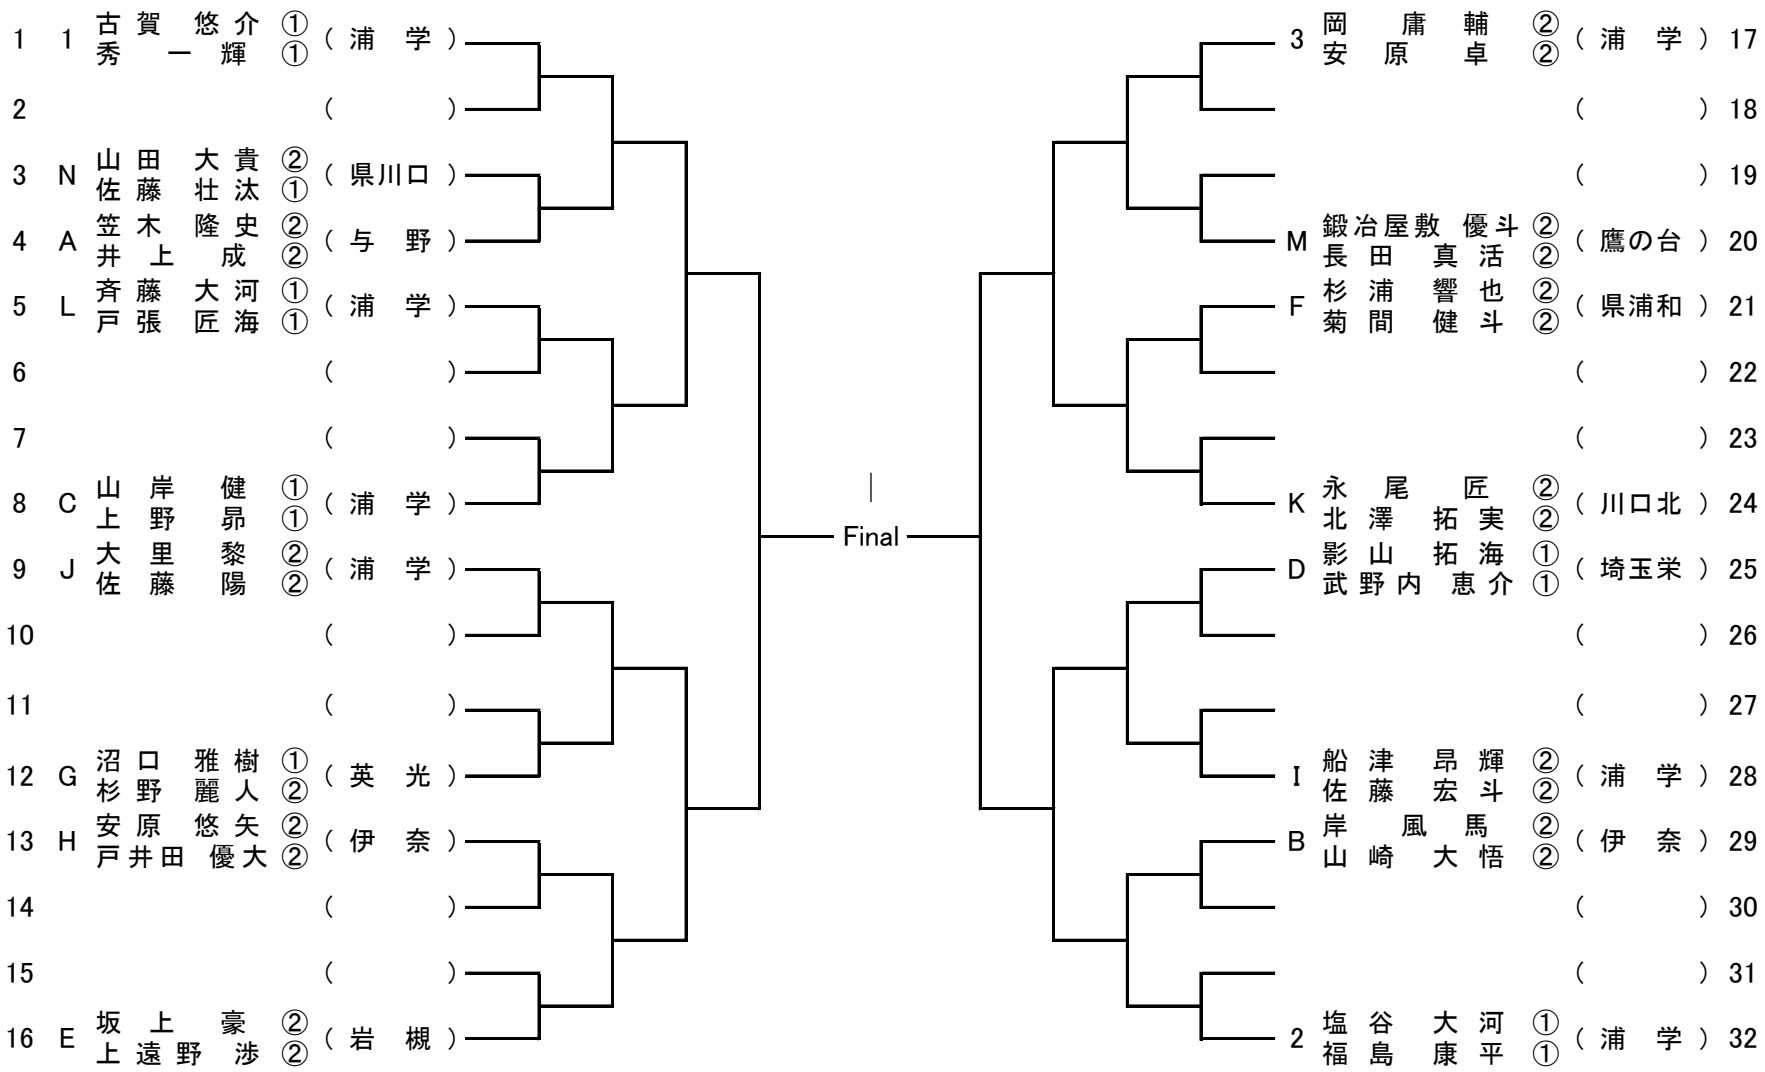 1 1 古賀 悠介 ① ( 浦 学 )
秀 一輝 ①
2 ( )
3 N 山田 大貴 ② ( 県川口 )
佐藤 壮汰 ①
4 A 笠木 隆史 ② ( 与 野 )
井上 成 ②
5 L 斉藤 大河 ① ( 浦 学 )
戸張 匠海 ①
6 ( )
7 ( )
8 C 山岸 健 ① ( 浦 学 )
上野 昴 ①
9 J 大里 黎 ② ( 浦 学 )
佐藤 陽 ②
10 ( )
11 ( )
12 G 沼口 雅樹 ① ( 英 光 )
杉野 麗人 ②
13 H 安原 悠矢 ② ( 伊 奈 )
戸井田 優大 ②
14 ( )
15 ( )
16 E 坂上 豪 ② ( 岩 槻 )
上遠野 渉 ②
Final
3 岡 庸輔 ② ( 浦 学 ) 17
安原 卓 ②
( ) 18
( ) 19
M 鍛冶屋敷 優斗 ② ( 鷹の台 ) 20
長田 真活 ②
F 杉浦 響也 ② ( 県浦和 ) 21
菊間 健斗 ②
( ) 22
( ) 23
K 永尾 匠 ② ( 川口北 ) 24
北澤 拓実 ②
D 影山 拓海 ① ( 埼玉栄 ) 25
武野内 恵介 ①
( ) 26
( ) 27
I 船津 昂輝 ② ( 浦 学 ) 28
佐藤 宏斗 ②
B 岸 風馬 ② ( 伊 奈 ) 29
山崎 大悟 ②
( ) 30
( ) 31
2 塩谷 大河 ① ( 浦 学 ) 32
福島 康平 ①